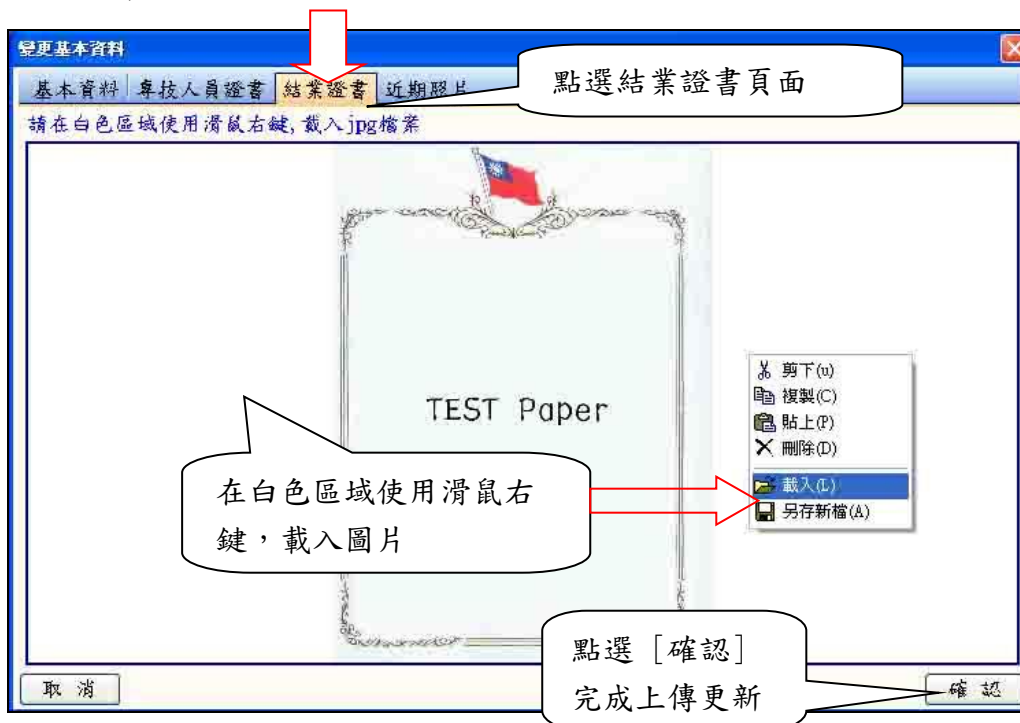 變更基本資料
基本資料 專技人員證書 結業證書 近期照片
點選結業證書頁面
請在白色區域使用滑鼠右鍵,載入jpg檔案
TEST Paper
剪下(u)
複製(C)
貼上(P)
刪除(D)
載入(L)
另存新檔(A)
在白色區域使用滑鼠右
鍵，載入圖片
點選［確認］
完成上傳更新
取 消
確 認